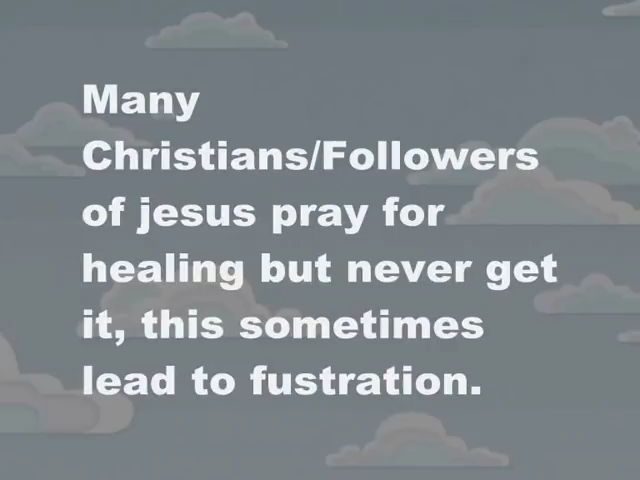 Many
Christians/Followers
of jesus pray for
healing but never get
it, this sometimes
lead to fustration.